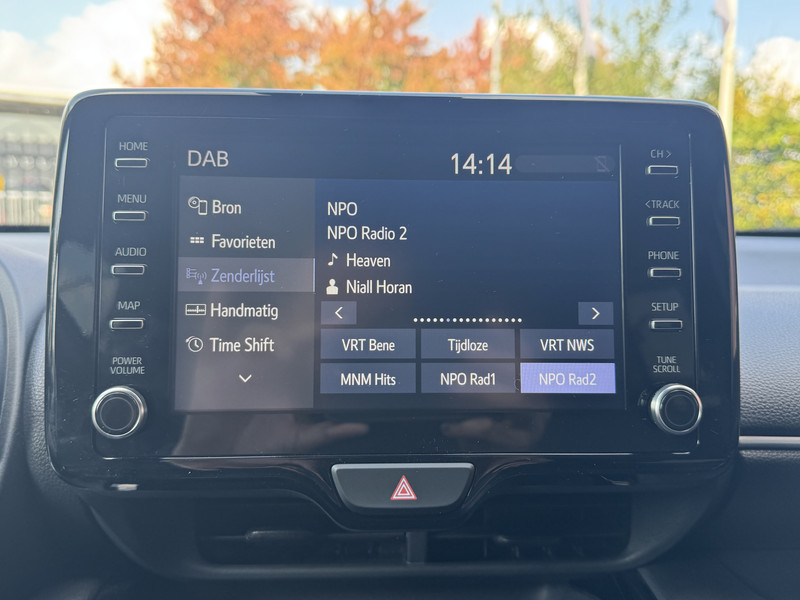 HOME
MENU
AUDIO
MAP
POWER
VOLUME
DAB
14:14
Bron
Favorieten
Zenderlijst
Handmatig
Time Shift
NPO
NPO Radio 2
Heaven
Niall Horan
< >
VRT Bene Tijdloze VRT NWS
MNM Hits NPO Rad1 NPO Rad2
CH >
< TRACK
PHONE
SETUP
TUNE
SCROLL